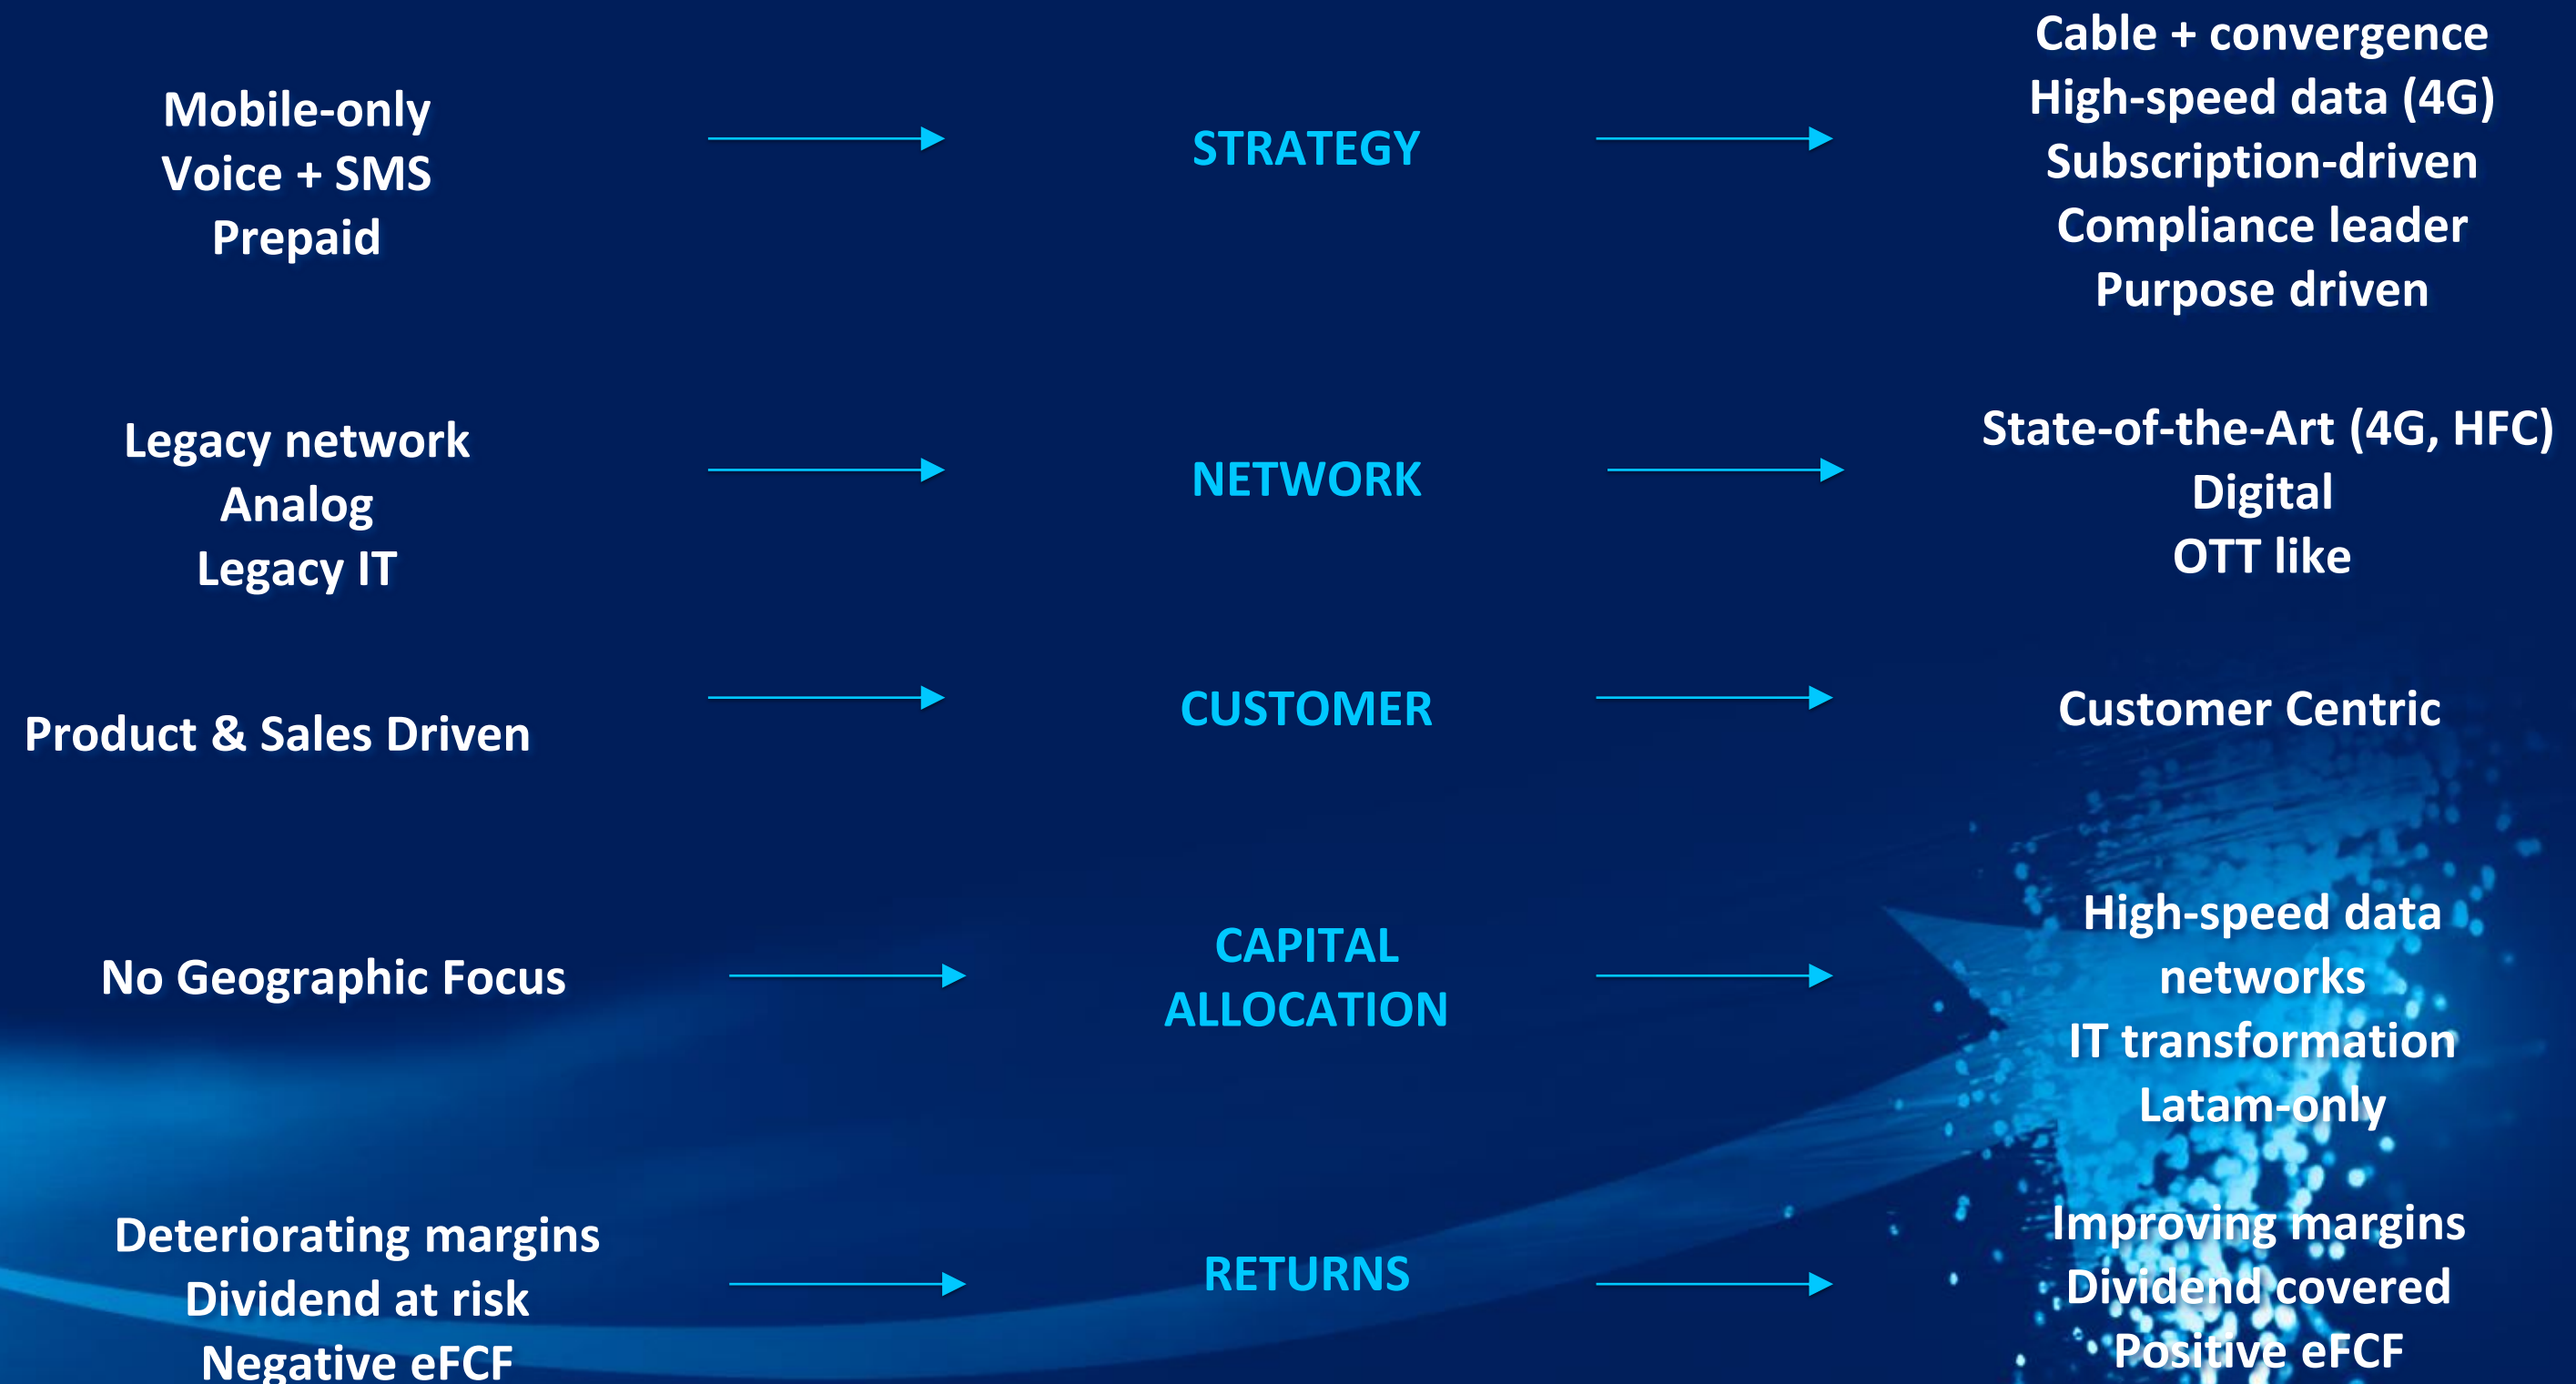 Mobile-only
Voice + SMS
Prepaid
STRATEGY
Cable + convergence
High-speed data (4G)
Subscription-driven
Compliance leader
Purpose driven
Legacy network
Analog
Legacy IT
NETWORK
State-of-the-Art (4G, HFC)
Digital
OTT like
Product & Sales Driven
CUSTOMER
Customer Centric
No Geographic Focus
CAPITAL
ALLOCATION
High-speed data
networks
IT transformation
Latam-only
Deteriorating margins
Dividend at risk
Negative eFCF
RETURNS
Improving margins
Dividend covered
Positive eFCF